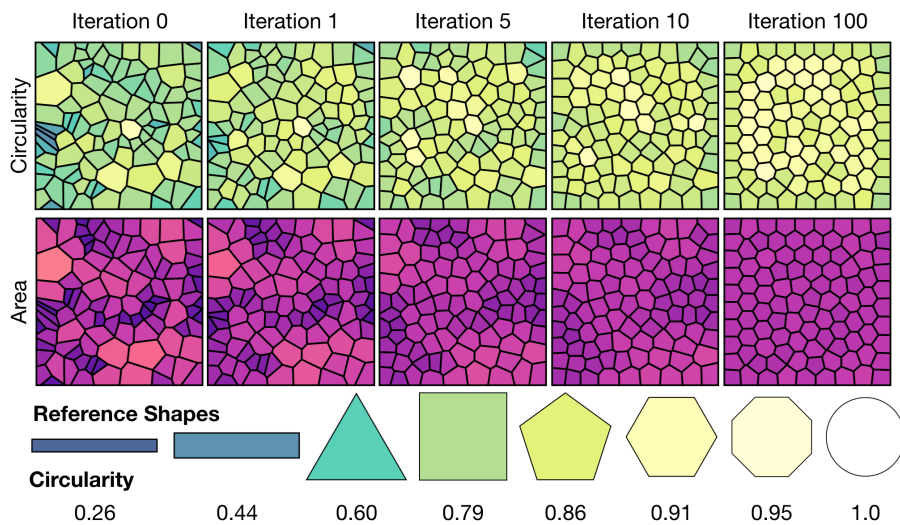 Iteration 0 Iteration 1 Iteration 5 Iteration 10 Iteration 100
Circularity
Area
Reference Shapes
Circularity
0.26 0.44 0.60 0.79 0.86 0.91 0.95 1.0